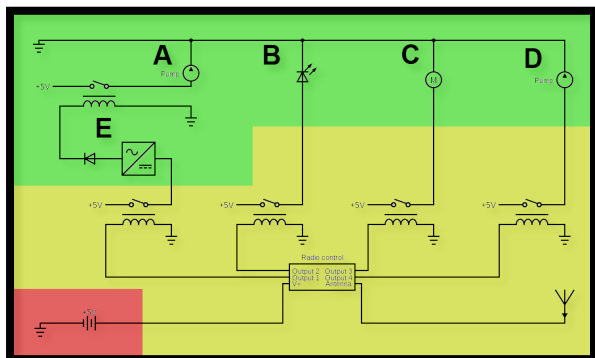 A
B
C
D
Pump
M
Pump
+5V
E
+5V
+5V
+5V
+5V
Radio control
Output 2 Output 3
Output 1 Output 4
V+ Antenna
+5V